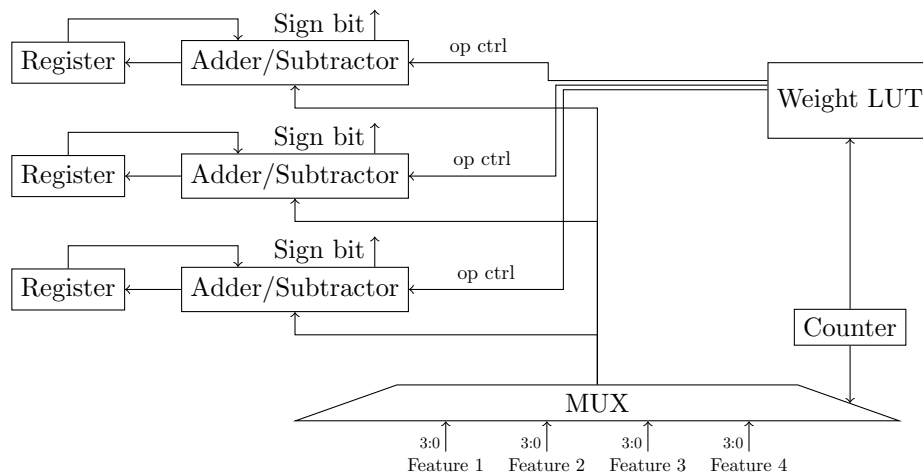 Sign bit
op ctrl
Register
Adder/Subtractor
Weight LUT
Sign bit
op ctrl
Register
Adder/Subtractor
Sign bit
op ctrl
Register
Adder/Subtractor
Counter
MUX
3:0
3:0
3:0
3:0
Feature 1
Feature 2
Feature 3
Feature 4